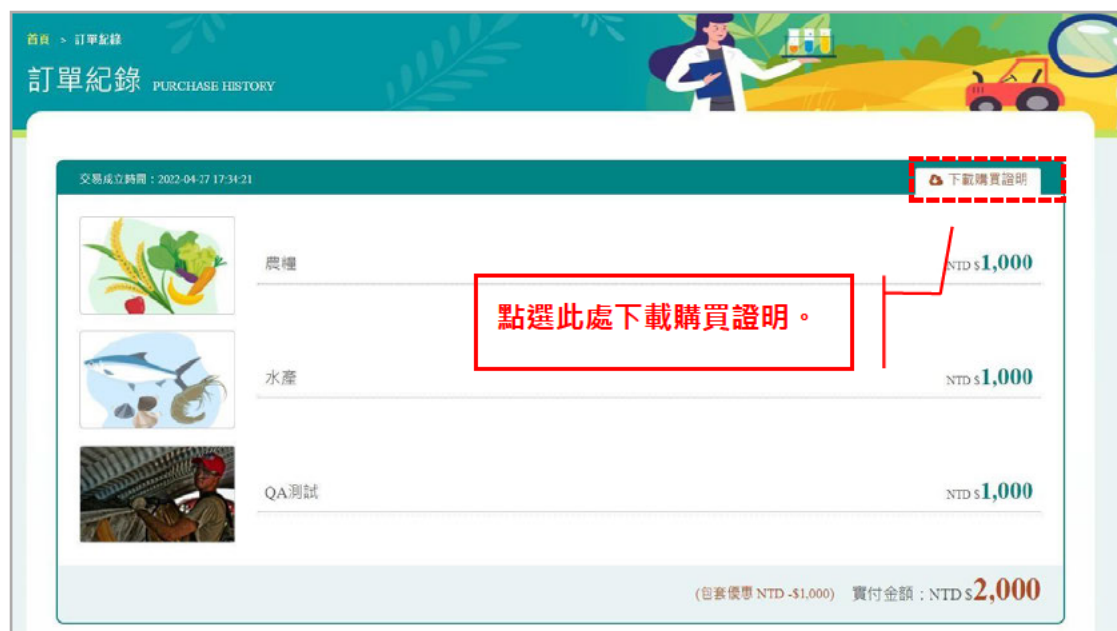 首頁 > 訂單紀錄
訂單紀錄 PURCHASE HISTORY
交易成立時間：2022-04-27 17:34:21
下載購買證明
農糧
NTD $1,000
點選此處下載購買證明。
水產
NTD $1,000
QA測試
NTD $1,000
(包套優惠 NTD -$1,000) 實付金額：NTD $2,000